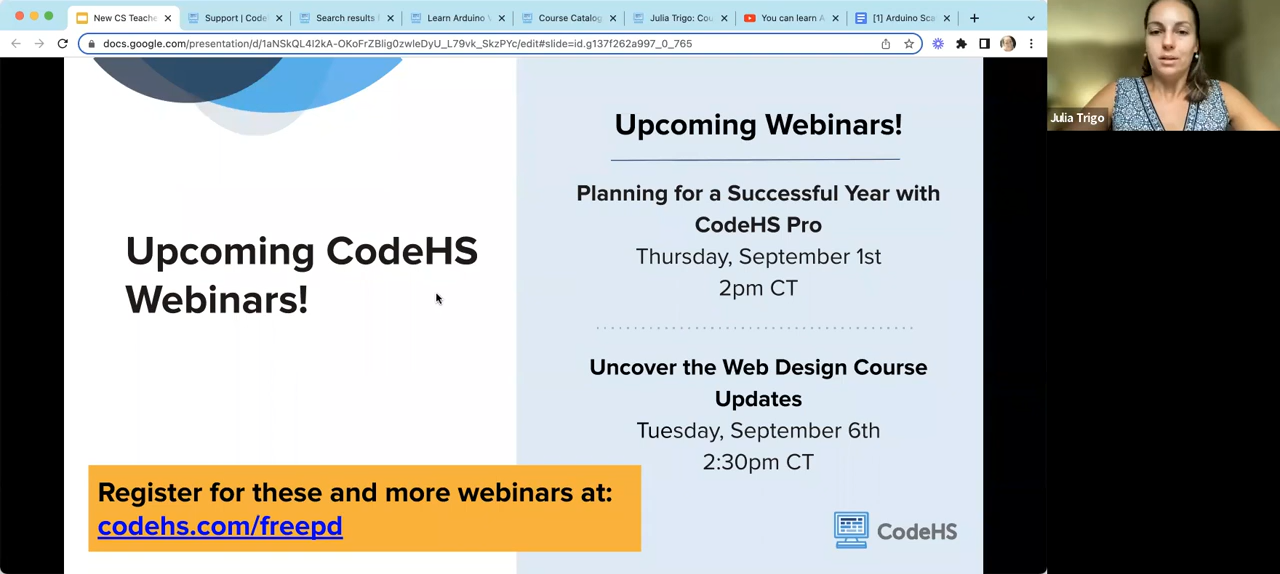 New CS Teache
Support | Code
Search results f
Learn Arduino
Course Catalog
Julia Trigo: Cou
You can learn A
[1] Arduino Sca
docs.google.com/presentation/d/1aNSkQL4I2kA-OKoFrZBlig0zwleDyU_L79vk_SkzPYc/edit#slide=id.g137f262a997_0_765
Julia Trigo
Upcoming CodeHS
Webinars!
Upcoming Webinars!
Planning for a Successful Year with
CodeHS Pro
Thursday, September 1st
2pm CT
Uncover the Web Design Course
Updates
Tuesday, September 6th
2:30pm CT
Register for these and more webinars at:
codehs.com/freepd
CodeHS